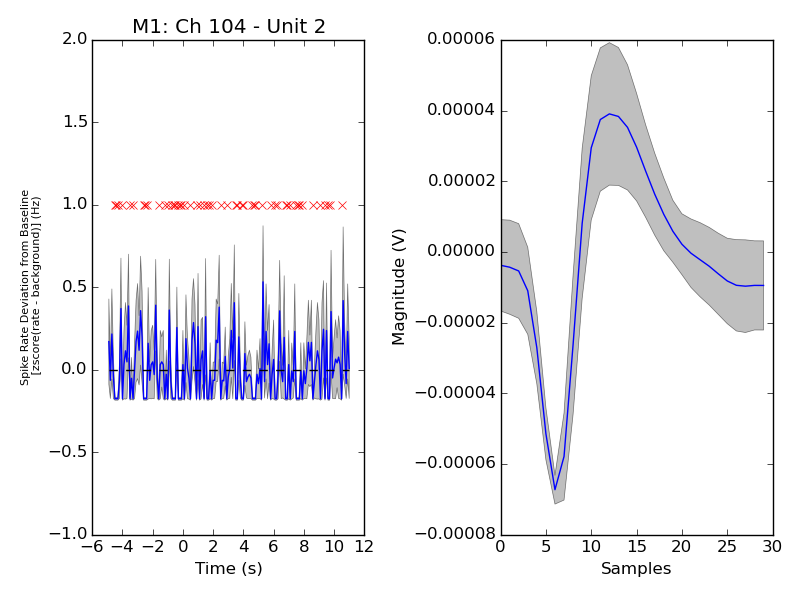 M1: Ch 104 - Unit 2
Spike Rate Deviation from Baseline
[zscore(rate - background)] (Hz)
2.0
1.5
1.0
0.5
0.0
−0.5
−1.0
−6 −4 −2 0 2 4 6 8 10 12
Time (s)
Magnitude (V)
0.00006
0.00004
0.00002
0.00000
−0.00002
−0.00004
−0.00006
−0.00008
0 5 10 15 20 25 30
Samples